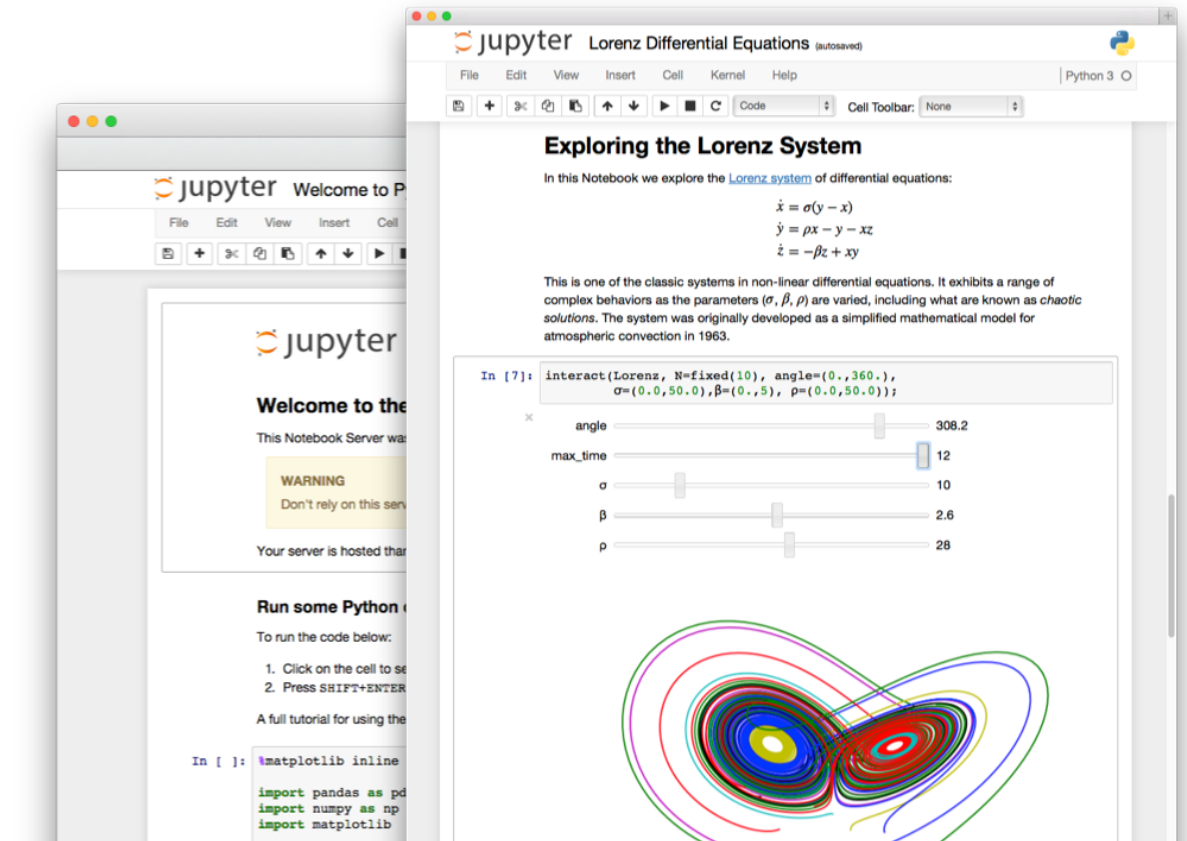 jupyter Lorenz Differential Equations (autosaved)
File Edit View Insert Cell Kernel Help Python 3
Code Cell Toolbar: None
Exploring the Lorenz System
In this Notebook we explore the Lorenz system of differential equations:
ẋ = σ(y − x)
ẏ = ρx − y − xz
ż = −βz + xy
This is one of the classic systems in non-linear differential equations. It exhibits a range of
complex behaviors as the parameters (σ, β, ρ) are varied, including what are known as chaotic
solutions. The system was originally developed as a simplified mathematical model for
atmospheric convection in 1963.
In [7]: interact(Lorenz, N=fixed(10), angle=(0.,360.),
σ=(0.0,50.0),β=(0.,5), ρ=(0.0,50.0));
angle 308.2
max_time 12
σ 10
β 2.6
ρ 28
jupyter Welcome to P
File Edit View Insert Cell
jupyter
Welcome to the
This Notebook Server was
WARNING
Don't rely on this serv
Your server is hosted than
Run some Python
To run the code below:
1. Click on the cell to se
2. Press SHIFT+ENTER
A full tutorial for using the
In [ ]: %matplotlib inline
import pandas as pd
import numpy as np
import matplotlib